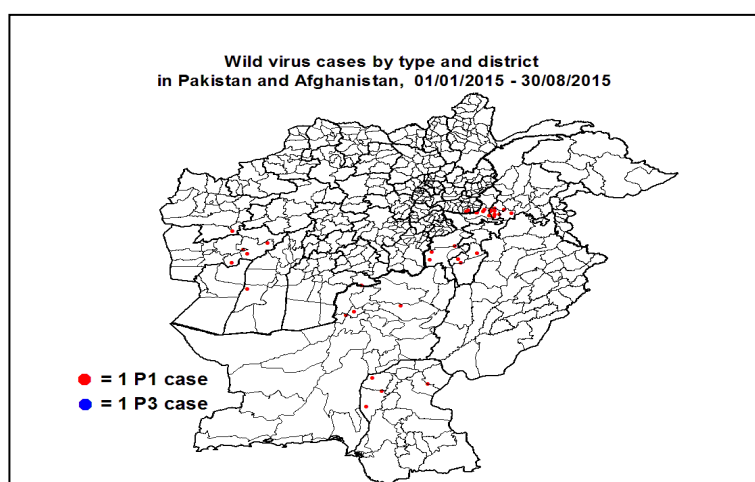 Wild virus cases by type and district
in Pakistan and Afghanistan, 01/01/2015 - 30/08/2015
= 1 P1 case
= 1 P3 case